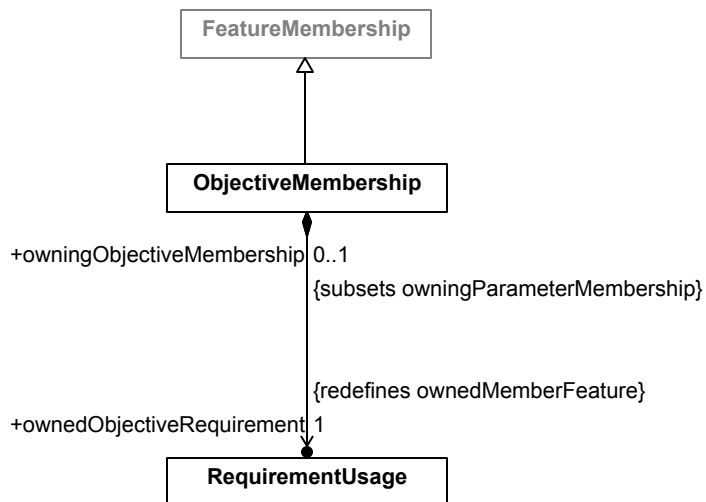 FeatureMembership
ObjectiveMembership
+owningObjectiveMembership 0..1
{subsets owningParameterMembership}
{redefines ownedMemberFeature}
+ownedObjectiveRequirement 1
RequirementUsage